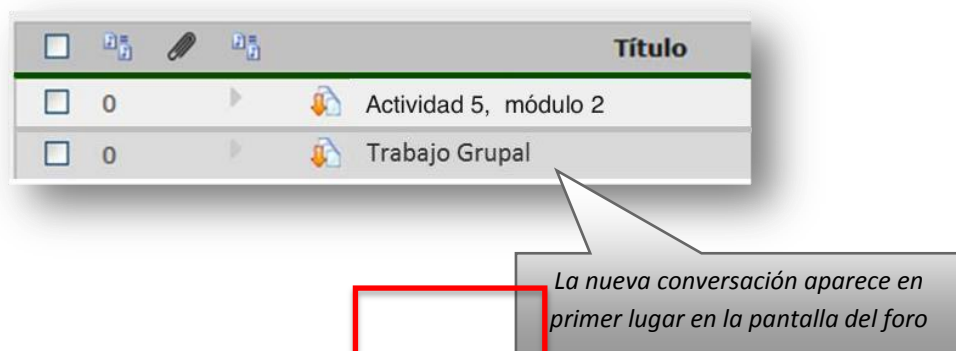 Título
0 Actividad 5, módulo 2
0 Trabajo Grupal
La nueva conversación aparece en
primer lugar en la pantalla del foro